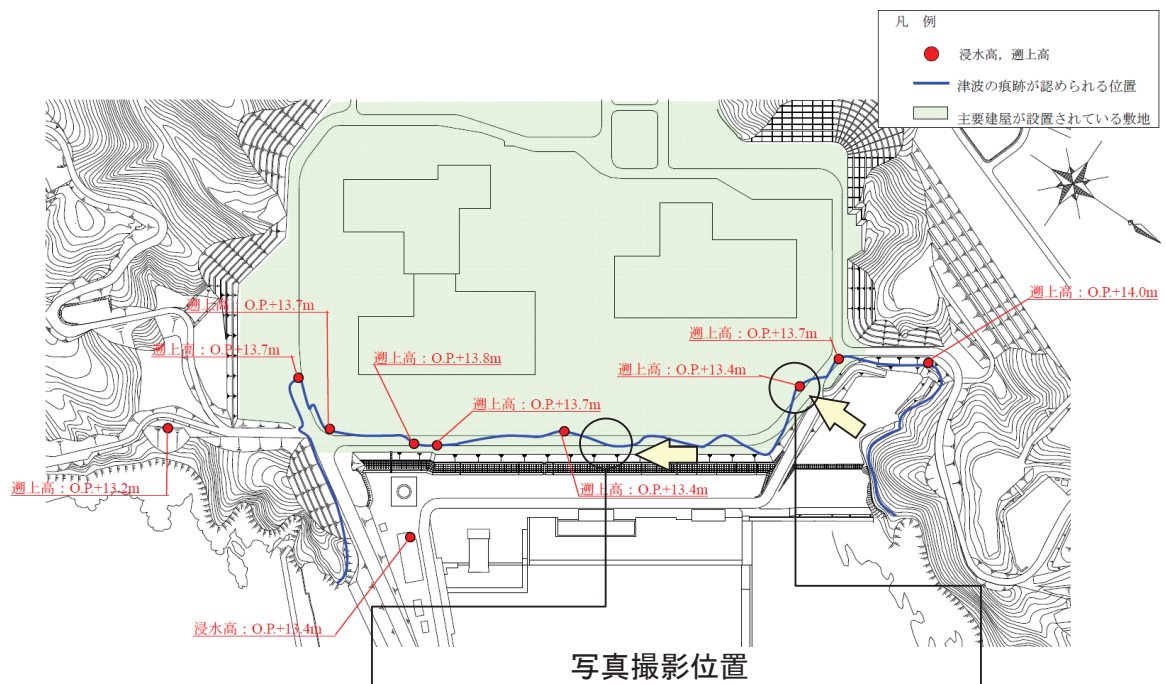 凡　例
浸水高，遡上高
津波の痕跡が認められる位置
主要建屋が設置されている敷地
遡上高：O.P.+14.0m
遡上高：O.P.+13.7m
遡上高：O.P.+13.7m
遡上高：O.P.+13.7m
遡上高：O.P.+13.8m
遡上高：O.P.+13.4m
遡上高：O.P.+13.7m
遡上高：O.P.+13.2m
遡上高：O.P.+13.4m
浸水高：O.P.+13.4m
写真撮影位置